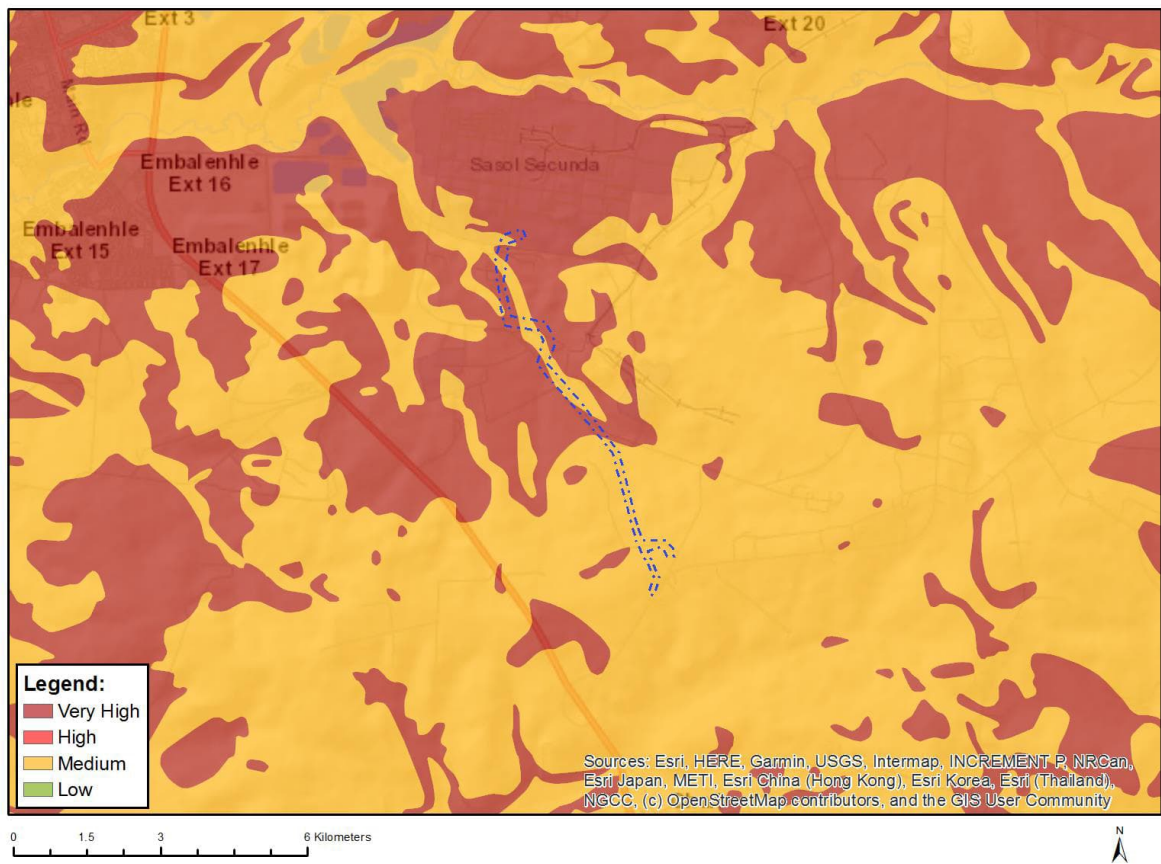 Ext 3
Ext 20
Main Rd
Embalenhle
Ext 16
Sasol Secunda
Embalenhle
Ext 15
Embalenhle
Ext 17
Legend:
Very High
High
Medium
Low
Sources: Esri, HERE, Garmin, USGS, Intermap, INCREMENT P, NRCan,
Esri Japan, METI, Esri China (Hong Kong), Esri Korea, Esri (Thailand),
NGCC, (c) OpenStreetMap contributors, and the GIS User Community
0 1.5 3 6 Kilometers
N